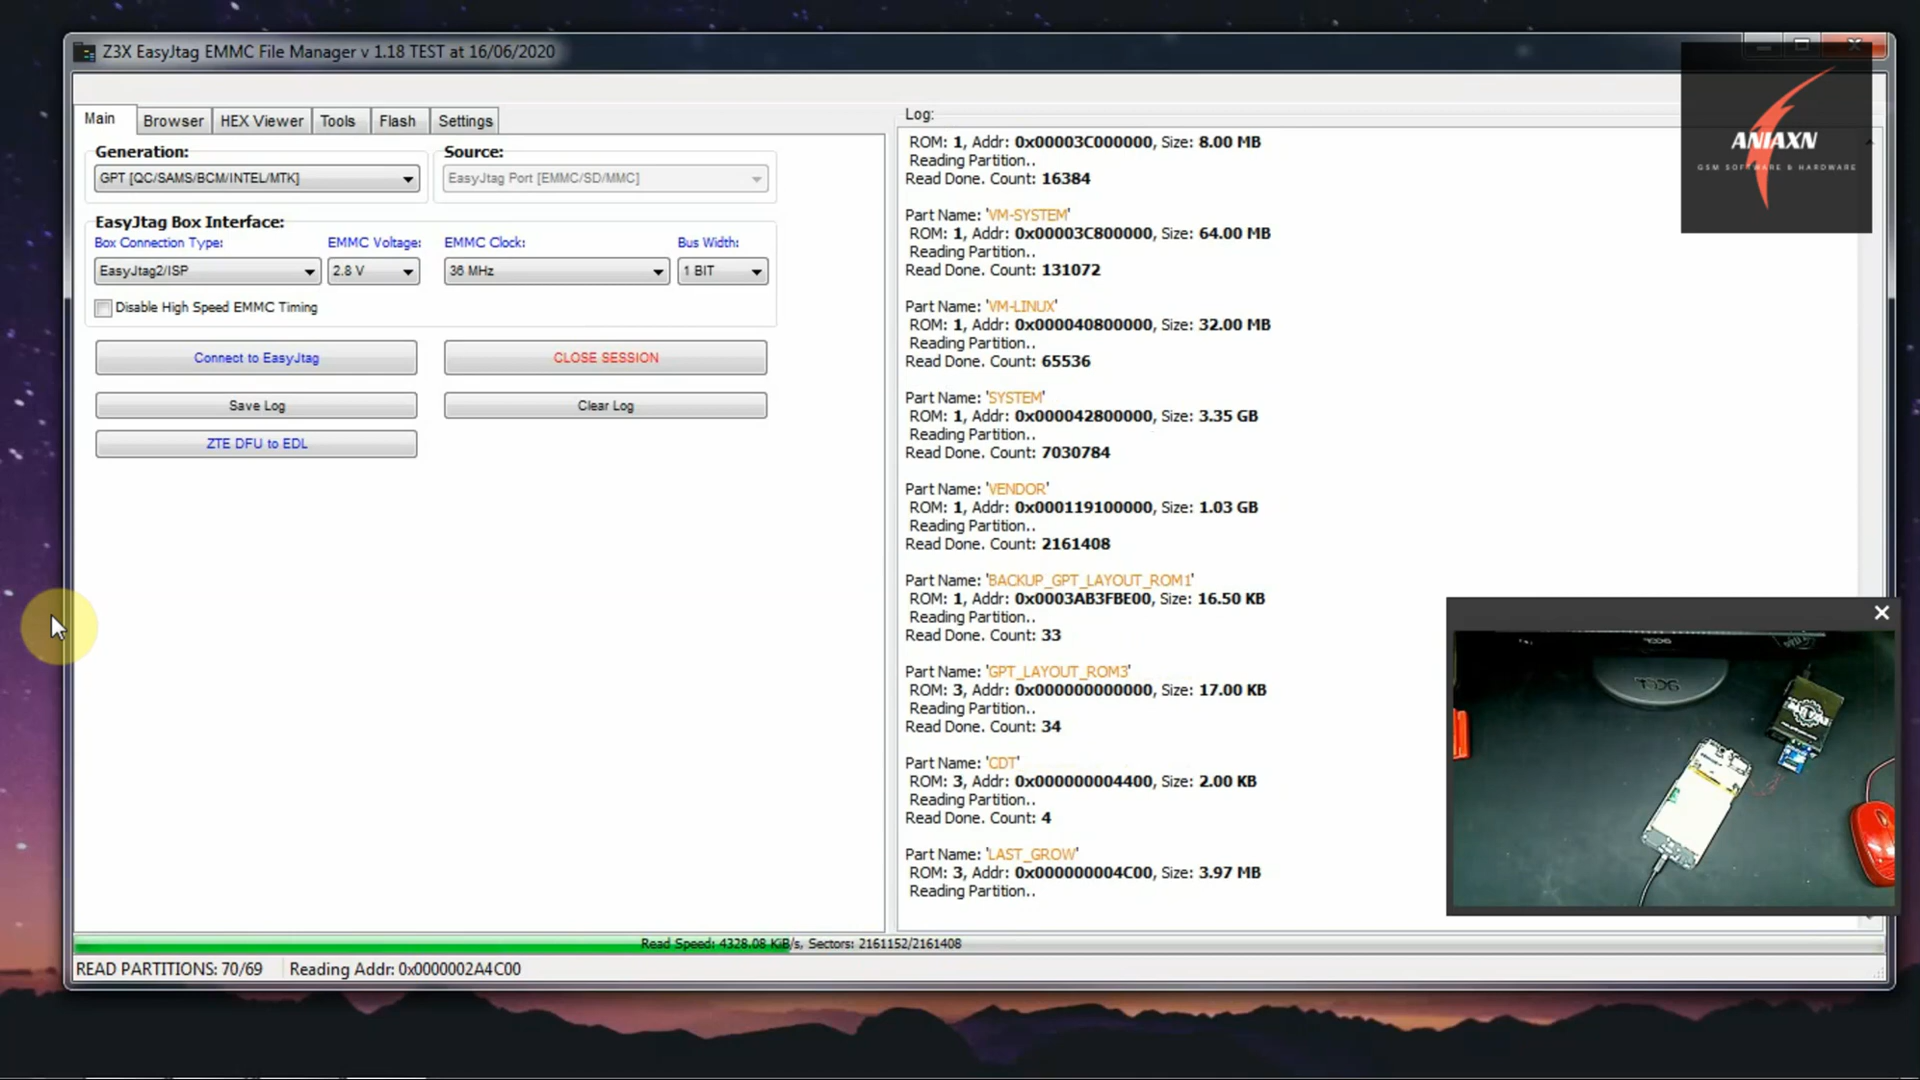 Z3X EasyJtag EMMC File Manager v 1.18 TEST at 16/06/2020
ANIAXN
GSM SOFTWARE & HARDWARE
Main
Browser
HEX Viewer
Tools
Flash
Settings
Generation:
Source:
GPT [QC/SAMS/BCM/INTEL/MTK]
EasyJtag Port [EMMC/SD/MMC]
EasyJtag Box Interface:
Box Connection Type:
EMMC Voltage:
EMMC Clock:
Bus Width:
EasyJtag2/ISP
2.8 V
36 MHz
1 BIT
Disable High Speed EMMC Timing
Connect to EasyJtag
CLOSE SESSION
Save Log
Clear Log
ZTE DFU to EDL
Log:
ROM: 1, Addr: 0x00003C000000, Size: 8.00 MB
Reading Partition..
Read Done. Count: 16384
Part Name: 'VM-SYSTEM'
ROM: 1, Addr: 0x00003C800000, Size: 64.00 MB
Reading Partition..
Read Done. Count: 131072
Part Name: 'VM-LINUX'
ROM: 1, Addr: 0x000040800000, Size: 32.00 MB
Reading Partition..
Read Done. Count: 65536
Part Name: 'SYSTEM'
ROM: 1, Addr: 0x000042800000, Size: 3.35 GB
Reading Partition..
Read Done. Count: 7030784
Part Name: 'VENDOR'
ROM: 1, Addr: 0x000119100000, Size: 1.03 GB
Reading Partition..
Read Done. Count: 2161408
Part Name: 'BACKUP_GPT_LAYOUT_ROM1'
ROM: 1, Addr: 0x0003AB3FBE00, Size: 16.50 KB
Reading Partition..
Read Done. Count: 33
Part Name: 'GPT_LAYOUT_ROM3'
ROM: 3, Addr: 0x000000000000, Size: 17.00 KB
Reading Partition..
Read Done. Count: 34
Part Name: 'CDT'
ROM: 3, Addr: 0x000000004400, Size: 2.00 KB
Reading Partition..
Read Done. Count: 4
Part Name: 'LAST_GROW'
ROM: 3, Addr: 0x000000004C00, Size: 3.97 MB
Reading Partition..
acer
acer
Read Speed: 4328.08 KiB/s, Sectors: 2161152/2161408
READ PARTITIONS: 70/69
Reading Addr: 0x0000002A4C00